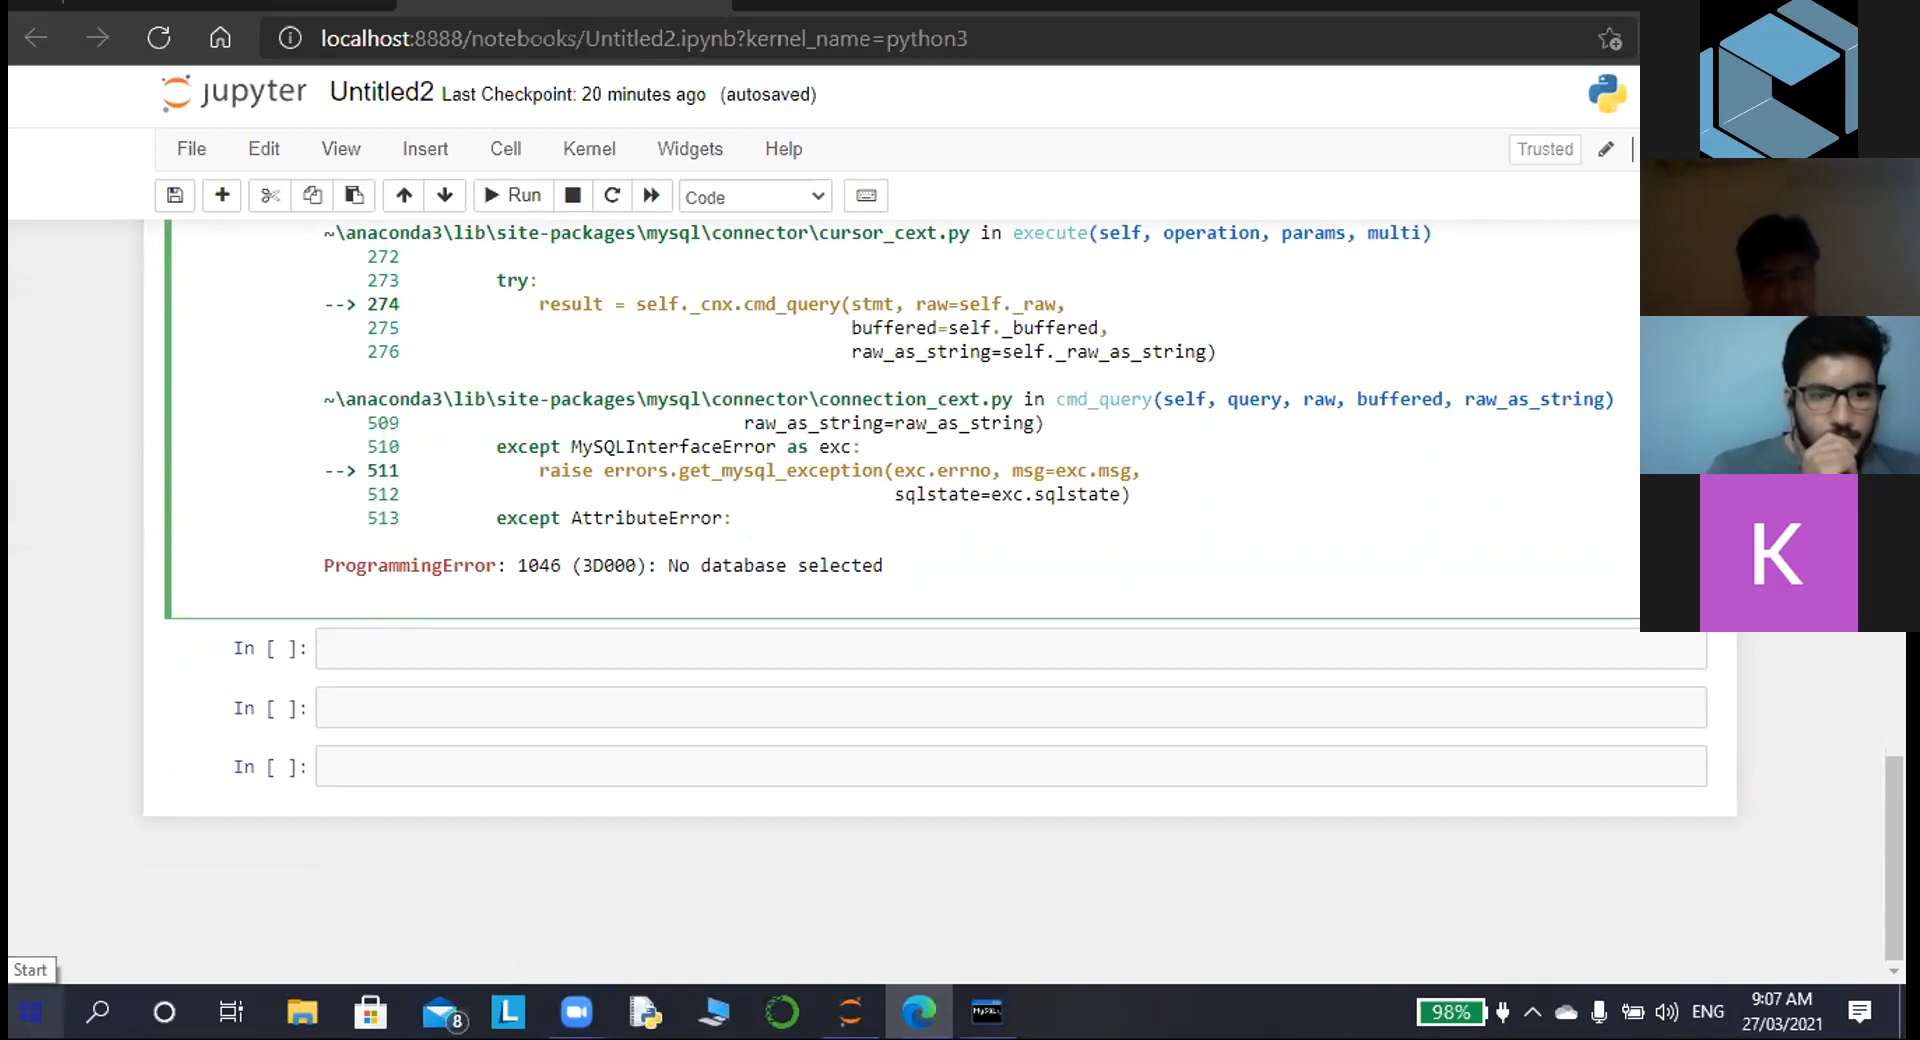 localhost:8888/notebooks/Untitled2.ipynb?kernel_name=python3
jupyter Untitled2 Last Checkpoint: 20 minutes ago (autosaved)
File Edit View Insert Cell Kernel Widgets Help Trusted
Run Code
~\anaconda3\lib\site-packages\mysql\connector\cursor_cext.py in execute(self, operation, params, multi)
272
273 try:
--> 274 result = self._cnx.cmd_query(stmt, raw=self._raw,
275 buffered=self._buffered,
276 raw_as_string=self._raw_as_string)
~\anaconda3\lib\site-packages\mysql\connector\connection_cext.py in cmd_query(self, query, raw, buffered, raw_as_string)
509 raw_as_string=raw_as_string)
510 except MySQLInterfaceError as exc:
--> 511 raise errors.get_mysql_exception(exc.errno, msg=exc.msg,
512 sqlstate=exc.sqlstate)
513 except AttributeError:
ProgrammingError: 1046 (3D000): No database selected
K
In [ ]:
In [ ]:
In [ ]:
Start
8
L
MySQL
98%
ENG
9:07 AM
27/03/2021